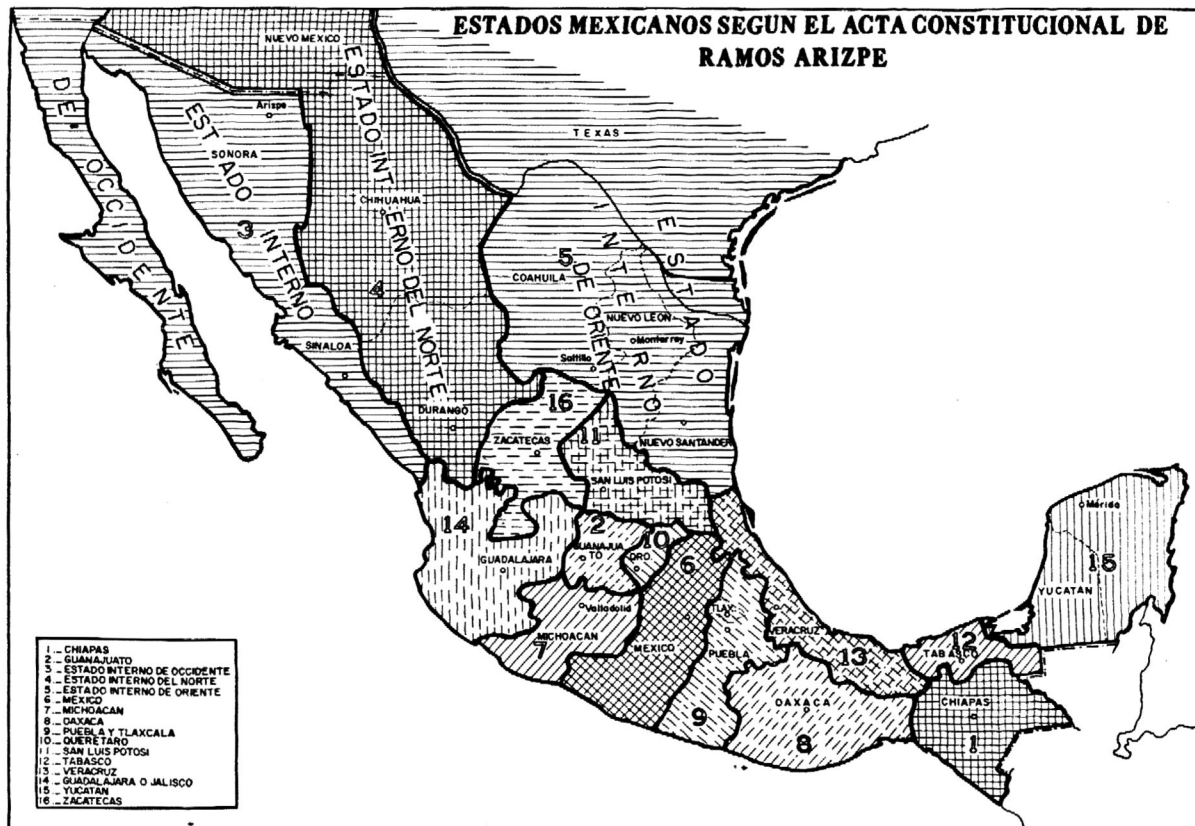 ESTADOS MEXICANOS SEGUN EL ACTA CONSTITUCIONAL DE
RAMOS ARIZPE
NUEVO MEXICO
ESTADO INTERNO DEL NORTE
TEXAS
Arizpe
SONORA
ESTADO INTERNO
DE OCCIDENTE
3
CHIHUAHUA
4
ESTADO
INTERNO
DE ORIENTE
5
COAHUILA
NUEVO LEON
Monterrey
Saltillo
SINALOA
DURANGO
16
ZACATECAS
11
NUEVO SANTANDER
SAN LUIS POTOSI
14
GUADALAJARA
2
GUANAJUA
TO
10
QRO.
6
Valladolid
MICHOACAN
7
MEXICO
TLAX.
PUEBLA
9
VERACRUZ
13
OAXACA
8
12
TABASCO
CHIAPAS
1
Mérida
15
YUCATAN
1._ CHIAPAS
2._ GUANAJUATO
3._ ESTADO INTERNO DE OCCIDENTE
4._ ESTADO INTERNO DEL NORTE
5._ ESTADO INTERNO DE ORIENTE
6._ MEXICO
7._ MICHOACAN
8._ OAXACA
9._ PUEBLA Y TLAXCALA
10._ QUERETARO
11._ SAN LUIS POTOSI
12._ TABASCO
13._ VERACRUZ
14._ GUADALAJARA O JALISCO
15._ YUCATAN
16._ ZACATECAS